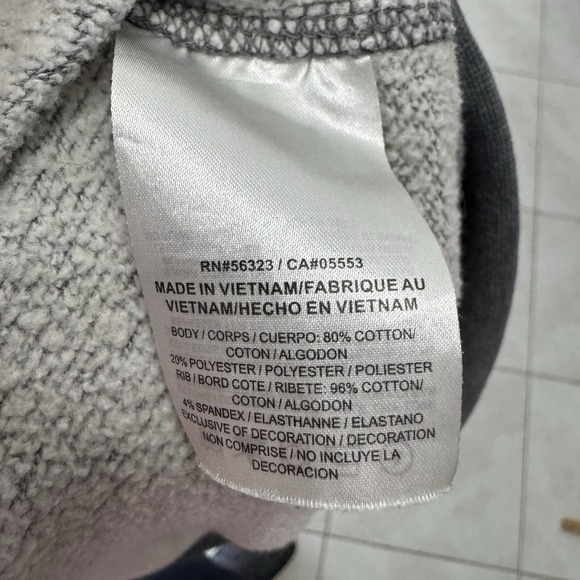 RN#56323 / CA#05553
MADE IN VIETNAM/FABRIQUE AU
VIETNAM/HECHO EN VIETNAM
BODY / CORPS / CUERPO: 80% COTTON/
COTON / ALGODON
20% POLYESTER / POLYESTER / POLIESTER
RIB / BORD COTE / RIBETE: 96% COTTON/
COTON / ALGODON
4% SPANDEX / ELASTHANNE / ELASTANO
EXCLUSIVE OF DECORATION / DECORATION
NON COMPRISE / NO INCLUYE LA
DECORACION